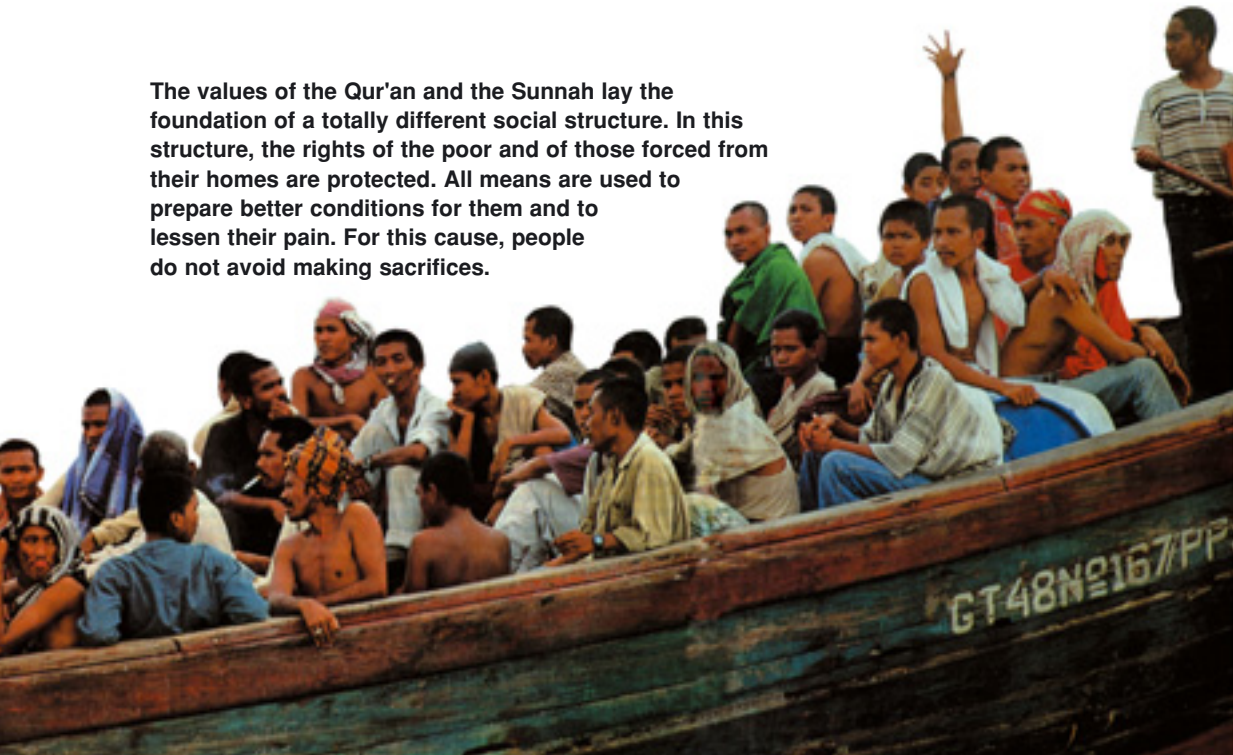 The values of the Qur'an and the Sunnah lay the
foundation of a totally different social structure. In this
structure, the rights of the poor and of those forced from
their homes are protected. All means are used to
prepare better conditions for them and to
lessen their pain. For this cause, people
do not avoid making sacrifices.
GT48Nº167/PP